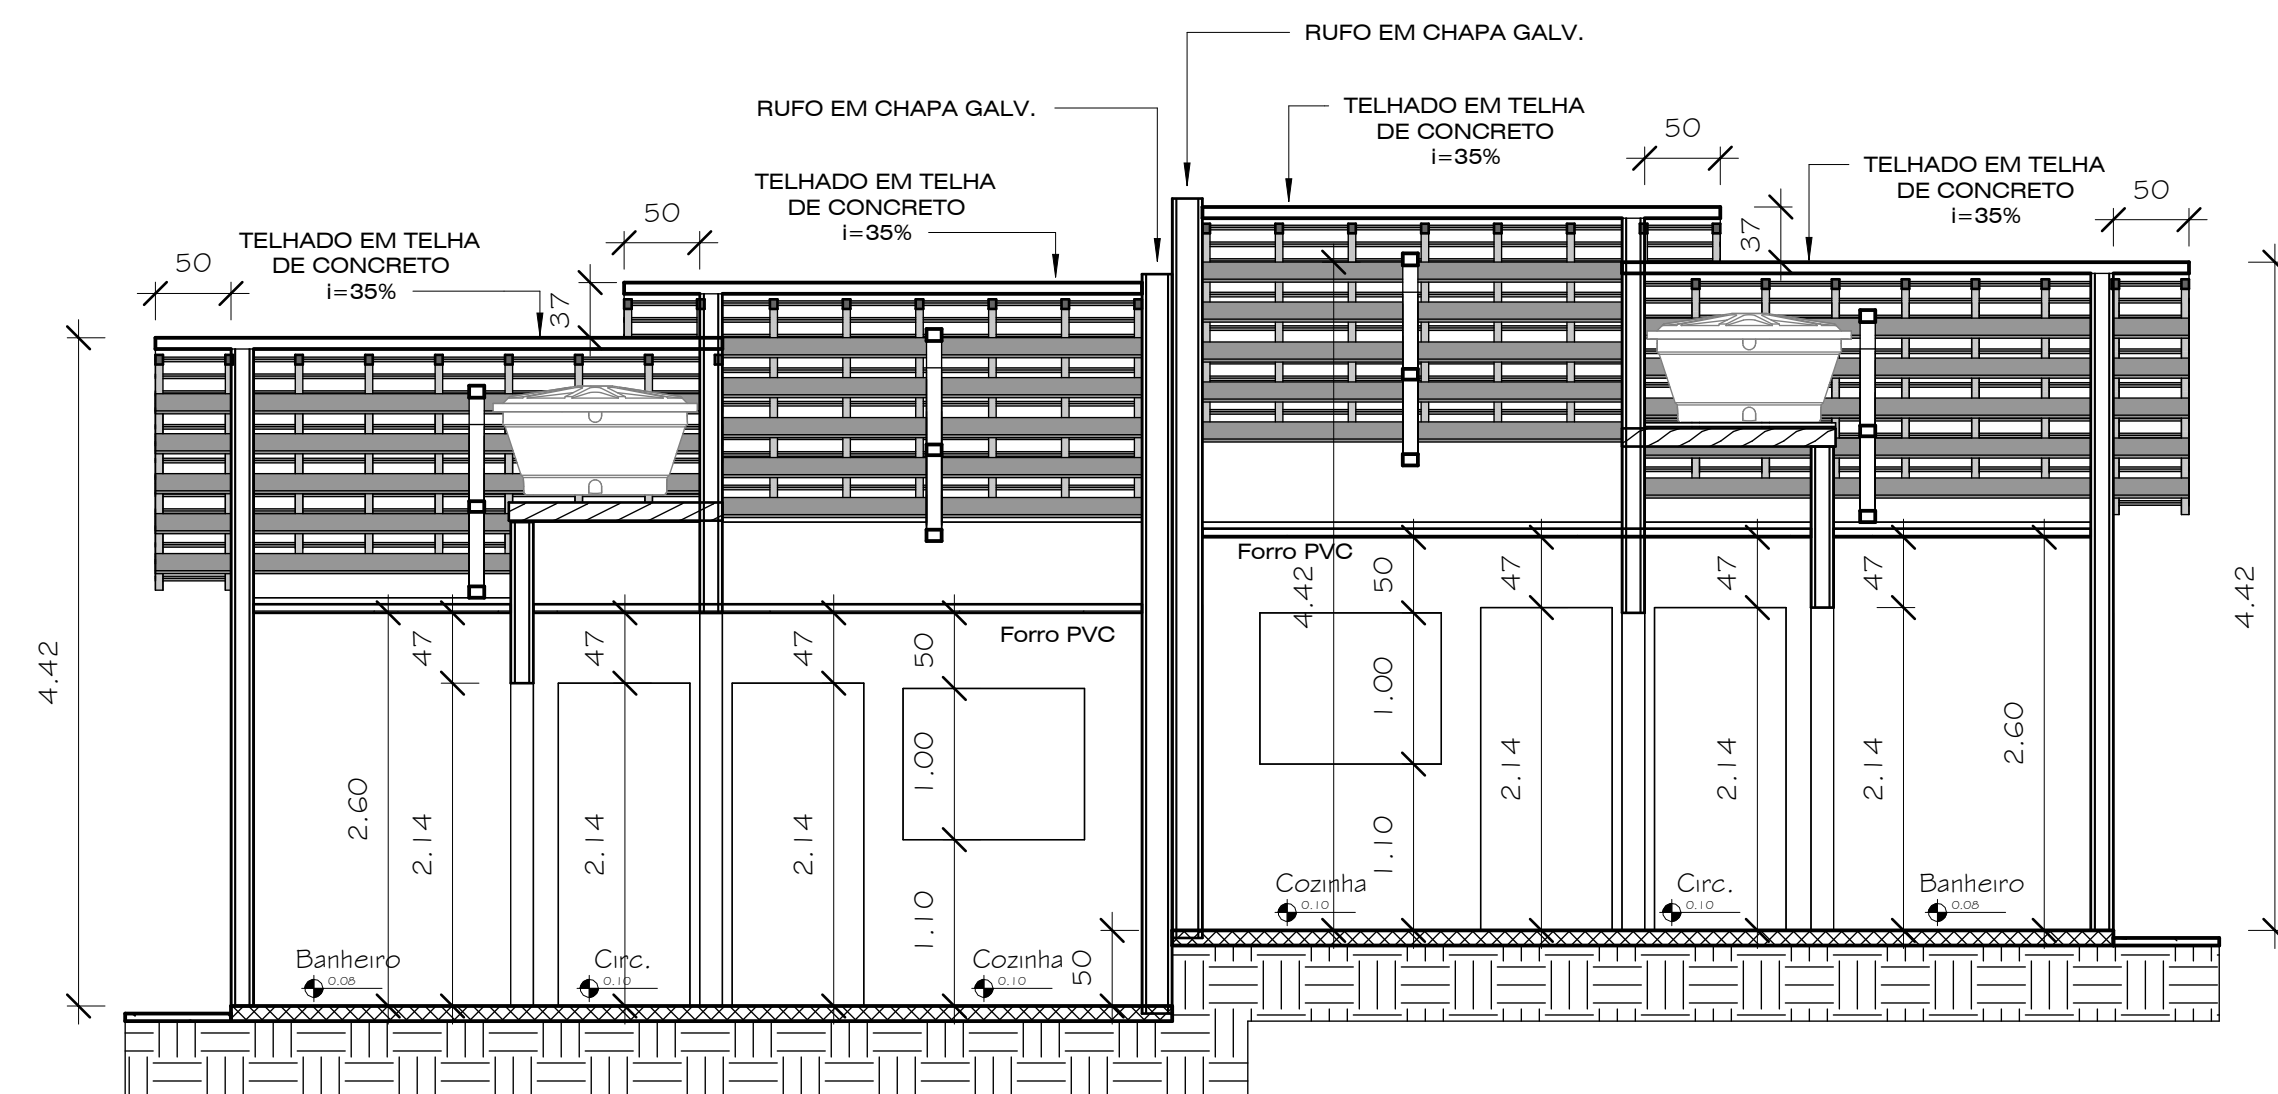 RUFO EM CHAPA GALV.
RUFO EM CHAPA GALV.
TELHADO EM TELHA
DE CONCRETO
i=35%
50
TELHADO EM TELHA
DE CONCRETO
i=35%
50
TELHADO EM TELHA
DE CONCRETO
i=35%
50
37
TELHADO EM TELHA
DE CONCRETO
i=35%
50
37
Forro PVC
4.42
50
47
47
47
4.42
Forro PVC
47
47
47
50
4.42
1.00
2.14
2.14
2.14
2.60
1.10
2.60
2.14
2.14
2.14
1.00
1.10
Cozinha
0.10
Circ.
0.10
Banheiro
0.08
Banheiro
0.08
Circ.
0.10
Cozinha
0.10
50